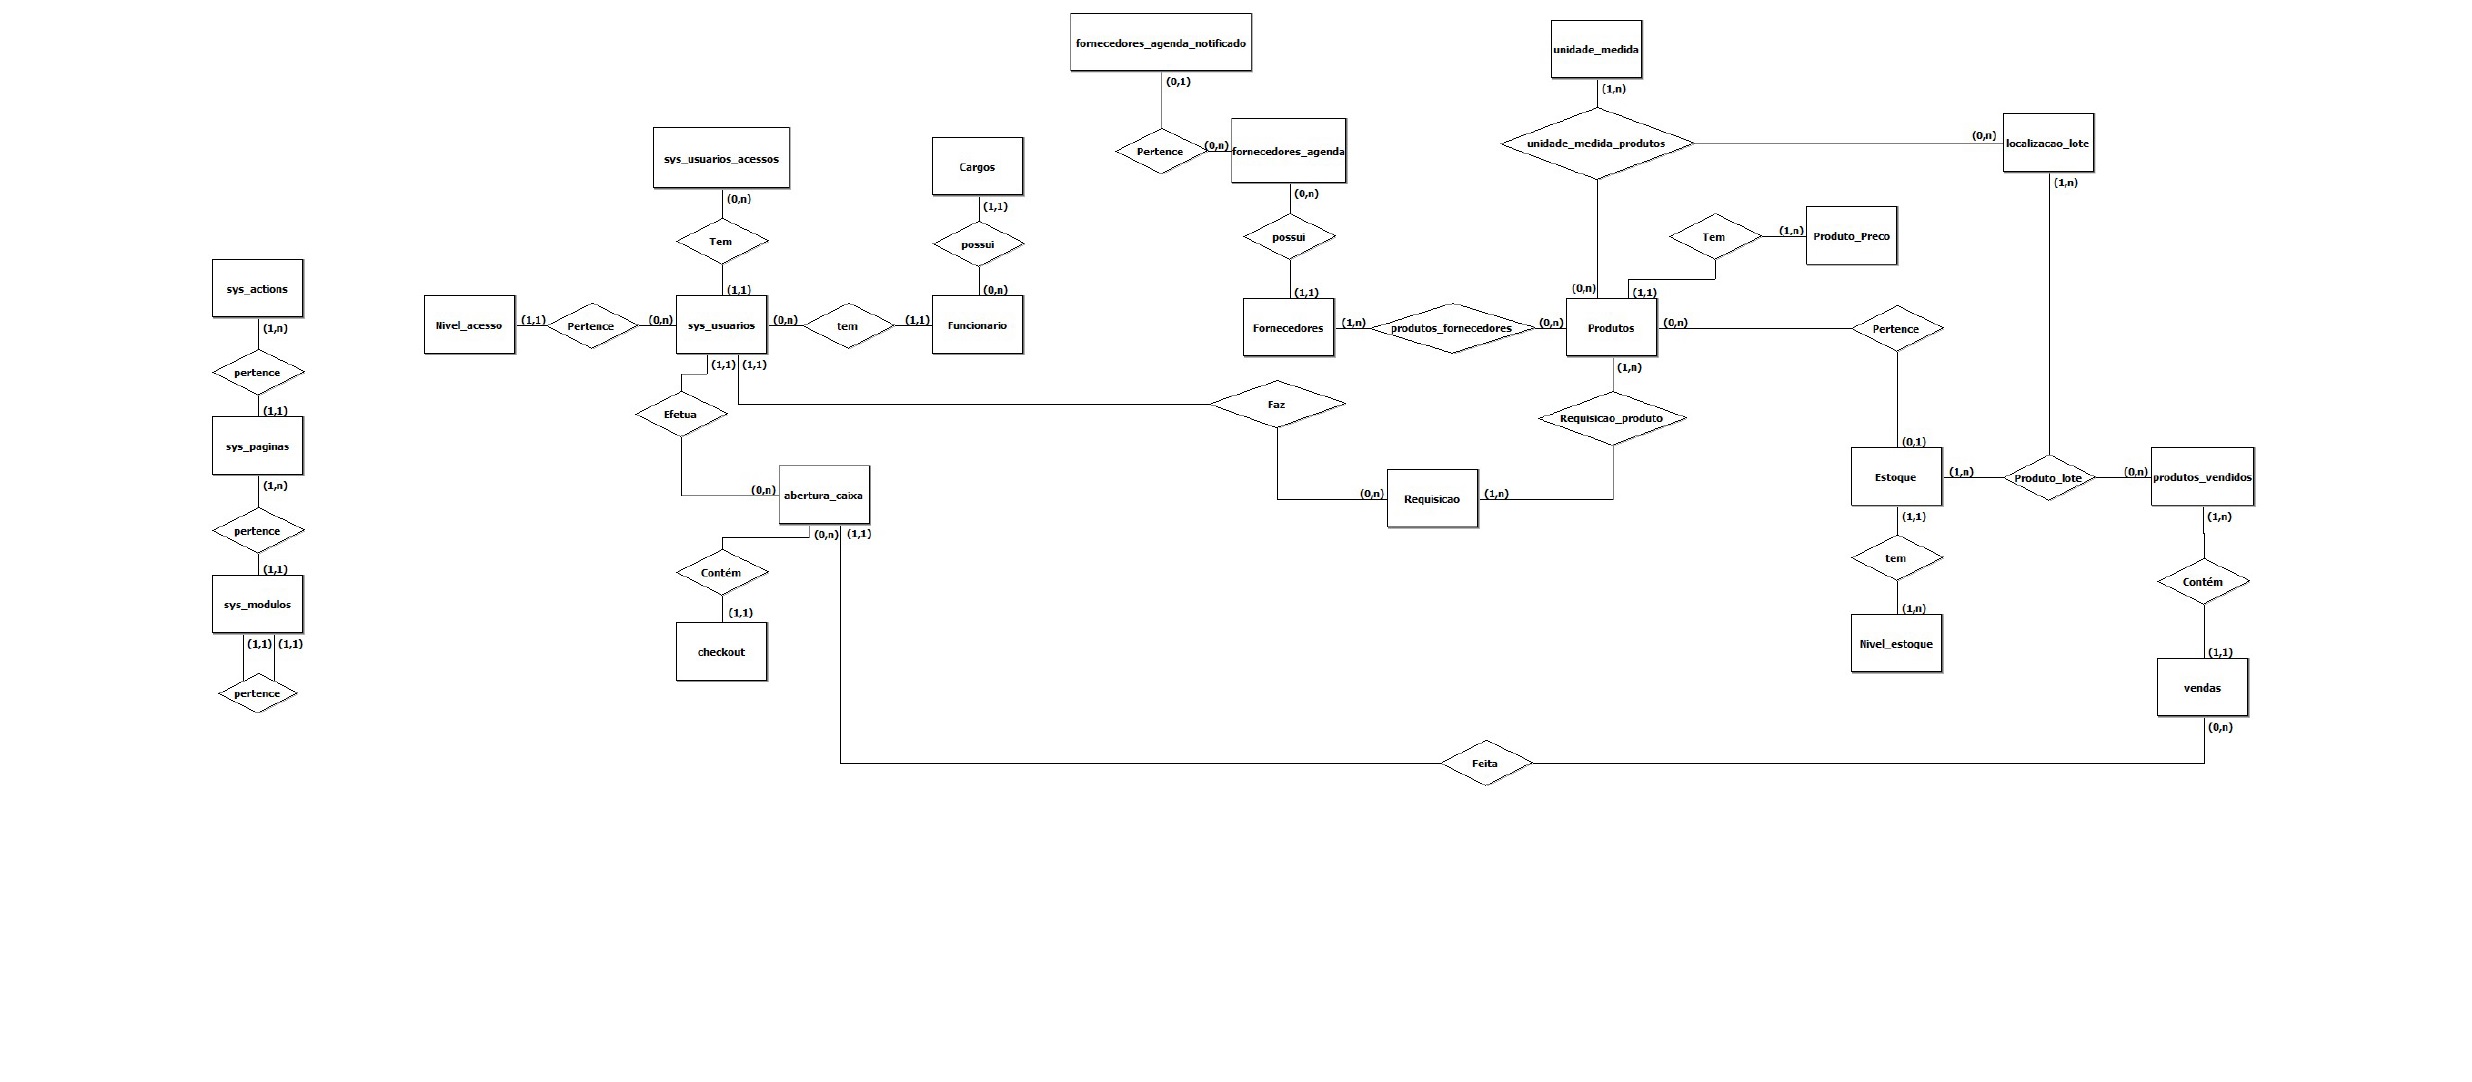 fornecedores_agenda_notificado
(0,1)
Pertence
(0,n)
fornecedores_agenda
(0,n)
possui
(1,1)
unidade_medida
(1,n)
unidade_medida_produtos
(0,n)
localizacao_lote
(1,n)
(0,n)
sys_usuarios_acessos
(0,n)
Tem
(1,1)
Cargos
(1,1)
possui
(0,n)
Tem
(1,n)
Produto_Preco
(1,1)
sys_actions
(1,n)
pertence
(1,1)
sys_paginas
(1,n)
pertence
(1,1)
sys_modulos
(1,1)
(1,1)
pertence
Nivel_acesso
(1,1)
Pertence
(0,n)
sys_usuarios
(0,n)
tem
(1,1)
Funcionario
(1,1)
(1,1)
Efetua
(0,n)
abertura_caixa
(0,n)
(1,1)
Contém
(1,1)
checkout
Fornecedores
(1,n)
produtos_fornecedores
(0,n)
Produtos
(0,n)
Pertence
(0,1)
(1,n)
Faz
Requisicao_produto
(0,n)
Requisicao
(1,n)
Estoque
(1,n)
Produto_lote
(0,n)
produtos_vendidos
(1,1)
tem
(1,n)
Nivel_estoque
(1,n)
Contém
(1,1)
vendas
(0,n)
Feita